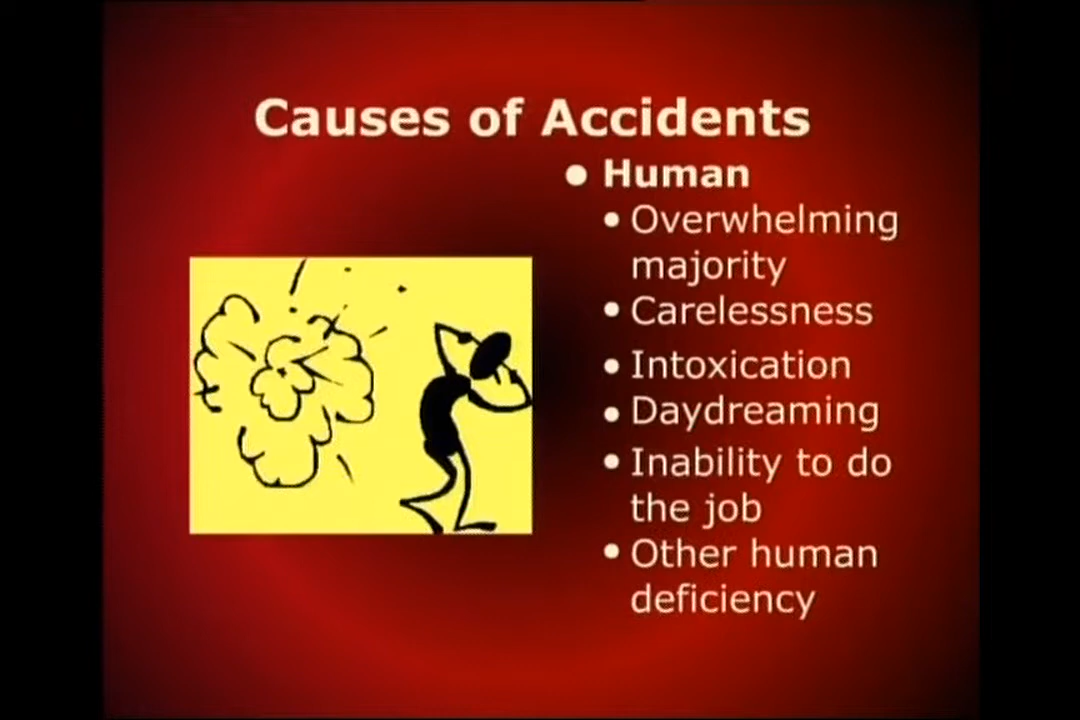 Causes of Accidents
● Human
• Overwhelming
majority
• Carelessness
• Intoxication
• Daydreaming
• Inability to do
the job
• Other human
deficiency